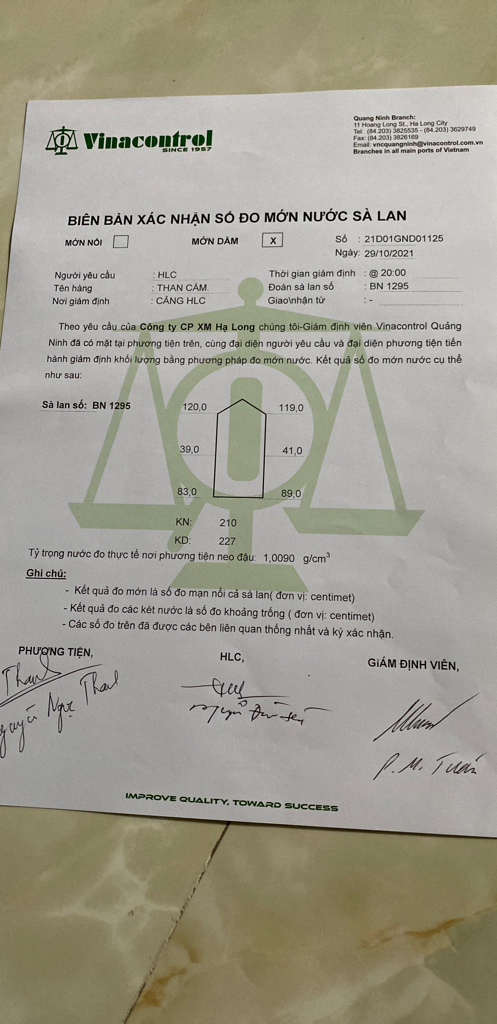 Vinacontrol
SINCE 1957
Quang Ninh Branch:
11 Hoang Long St., Ha Long City
Tel: (84.203) 3825535 - (84.203) 3629749
Fax: (84.203) 3826169
Email: vncquangninh@vinacontrol.com.vn
Branches in all main ports of Vietnam
BIÊN BẢN XÁC NHẬN SỐ ĐO MỚN NƯỚC SÀ LAN
MỚN NỔI MỚN DẦM X Số : 21D01GND01125
Ngày: 29/10/2021
Người yêu cầu : HLC Thời gian giám định : @ 20:00
Tên hàng : THAN CÁM. Đoàn sà lan số : BN 1295
Nơi giám định : CẢNG HLC Giao\nhận từ : -
Theo yêu cầu của Công ty CP XM Hạ Long chúng tôi-Giám định viên Vinacontrol Quảng
Ninh đã có mặt tại phương tiện trên, cùng đại diện người yêu cầu và đại diện phương tiện tiến
hành giám định khối lượng bằng phương pháp đo mớn nước. Kết quả số đo mớn nước cụ thể
như sau:
Sà lan số: BN 1295 120,0 119,0
39,0 41,0
83,0 89,0
KN: 210
KD: 227
Tỷ trọng nước đo thực tế nơi phương tiện neo đậu: 1,0090 g/cm³
Ghi chú:
- Kết quả đo mớn là số đo mạn nổi cả sà lan( đơn vị: centimet)
- Kết quả đo các két nước là số đo khoảng trống ( đơn vị: centimet)
- Các số đo trên đã được các bên liên quan thống nhất và ký xác nhận.
PHƯƠNG TIỆN, HLC, GIÁM ĐỊNH VIÊN,
Thanh
Nguyễn Ngọc Thanh
P. M. Tuấn
IMPROVE QUALITY, TOWARD SUCCESS